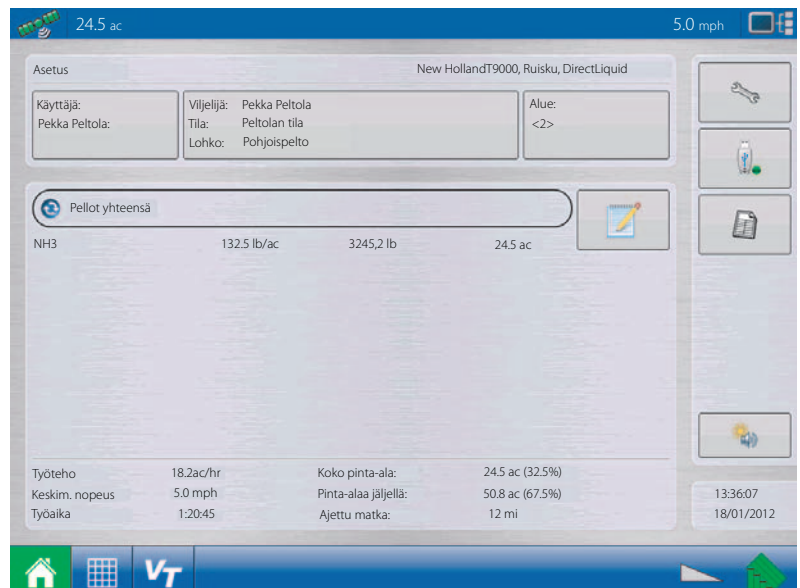 24.5 ac 5.0 mph
Asetus New HollandT9000, Ruisku, DirectLiquid
Käyttäjä:
Pekka Peltola:
Viljelijä: Pekka Peltola
Tila: Peltolan tila
Lohko: Pohjoispelto
Alue:
<2>
Pellot yhteensä
NH3 132.5 lb/ac 3245,2 lb 24.5 ac
Työteho 18.2ac/hr Koko pinta-ala: 24.5 ac (32.5%)
Keskim. nopeus 5.0 mph Pinta-alaa jäljellä: 50.8 ac (67.5%)
Työaika 1:20:45 Ajettu matka: 12 mi
13:36:07
18/01/2012
VT